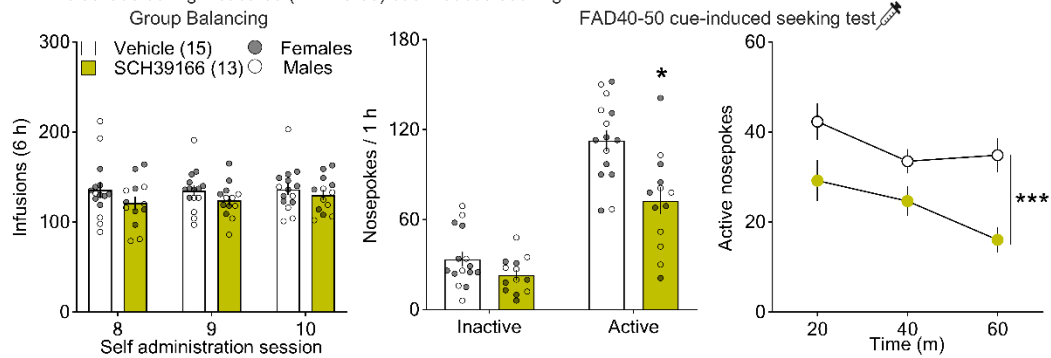 Group Balancing
FAD40-50 cue-induced seeking test
Vehicle (15)
Females
SCH39166 (13)
Males
Infusions (6 h)
300
200
100
0
8
9
10
Self administration session
Nosepokes / 1 h
180
120
60
0
*
Inactive
Active
Active nosepokes
60
40
20
0
***
20
40
60
Time (m)